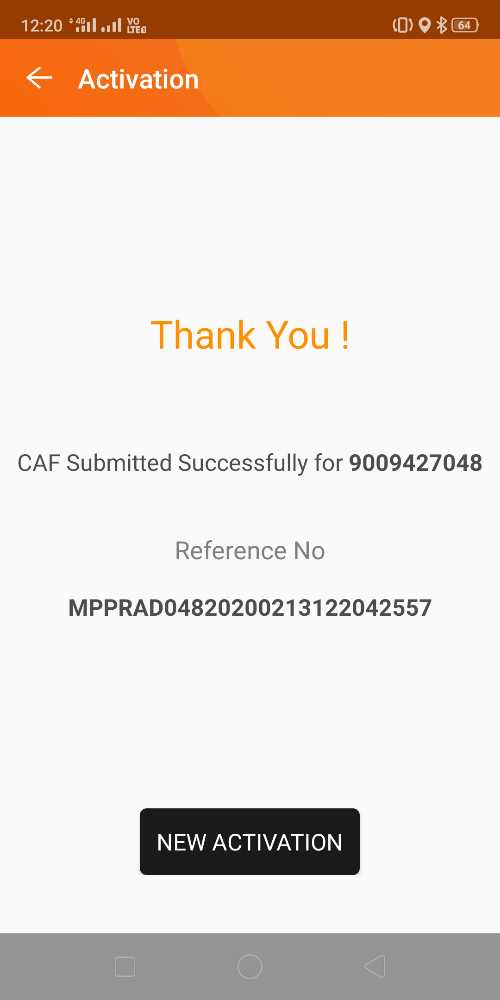 12:20 4G VO LTE 64
Activation
Thank You !
CAF Submitted Successfully for 9009427048
Reference No
MPPRAD04820200213122042557
NEW ACTIVATION